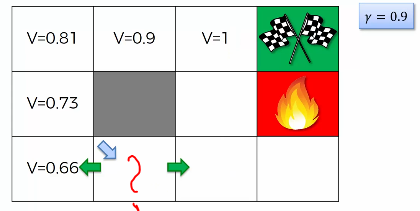 V=0.81 V=0.9 V=1 γ = 0.9
V=0.73
V=0.66 ?